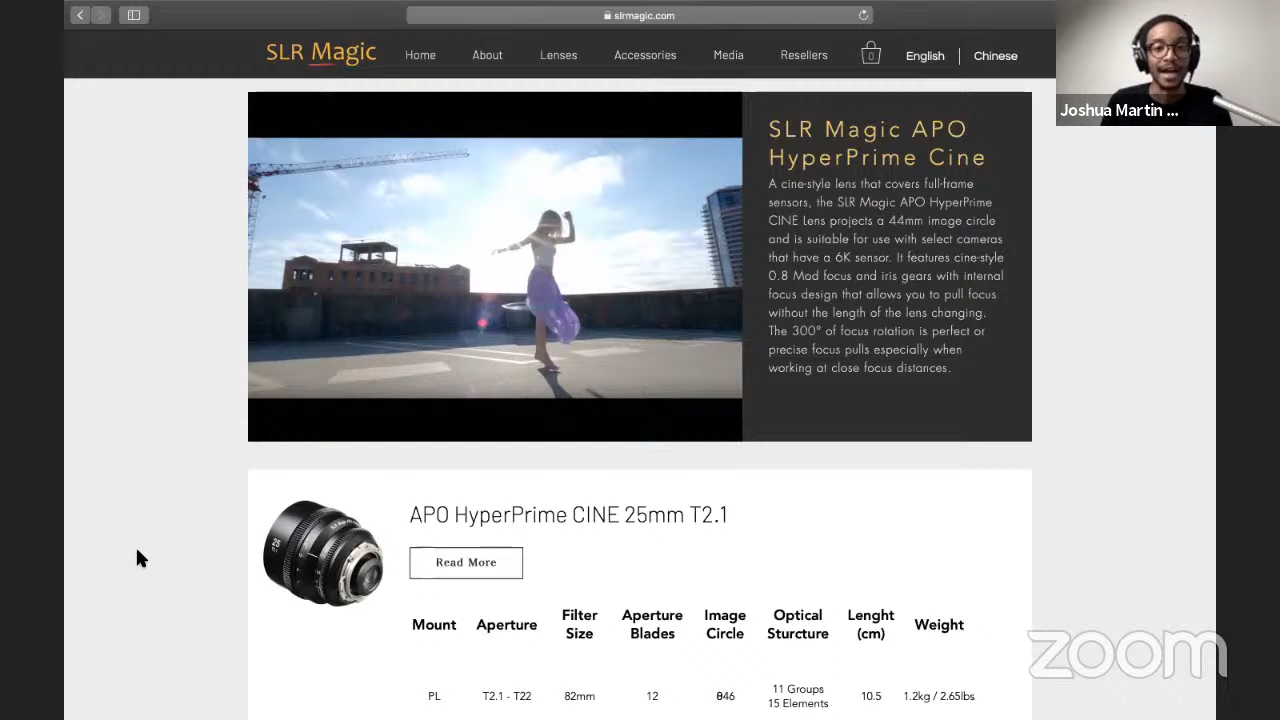 slrmagic.com
SLR Magic
Home About Lenses Accessories Media Resellers 0 English Chinese
Joshua Martin ...
SLR Magic APO
HyperPrime Cine
A cine-style lens that covers full-frame
sensors, the SLR Magic APO HyperPrime
CINE Lens projects a 44mm image circle
and is suitable for use with select cameras
that have a 6K sensor. It features cine-style
0.8 Mod focus and iris gears with internal
focus design that allows you to pull focus
without the length of the lens changing.
The 300° of focus rotation is perfect or
precise focus pulls especially when
working at close focus distances.
APO HyperPrime CINE 25mm T2.1
Read More
Mount Aperture Filter Size Aperture Blades Image Circle Optical Sturcture Lenght (cm) Weight
PL T2.1 - T22 82mm 12 θ46 11 Groups 15 Elements 10.5 1.2kg / 2.65lbs
zoom